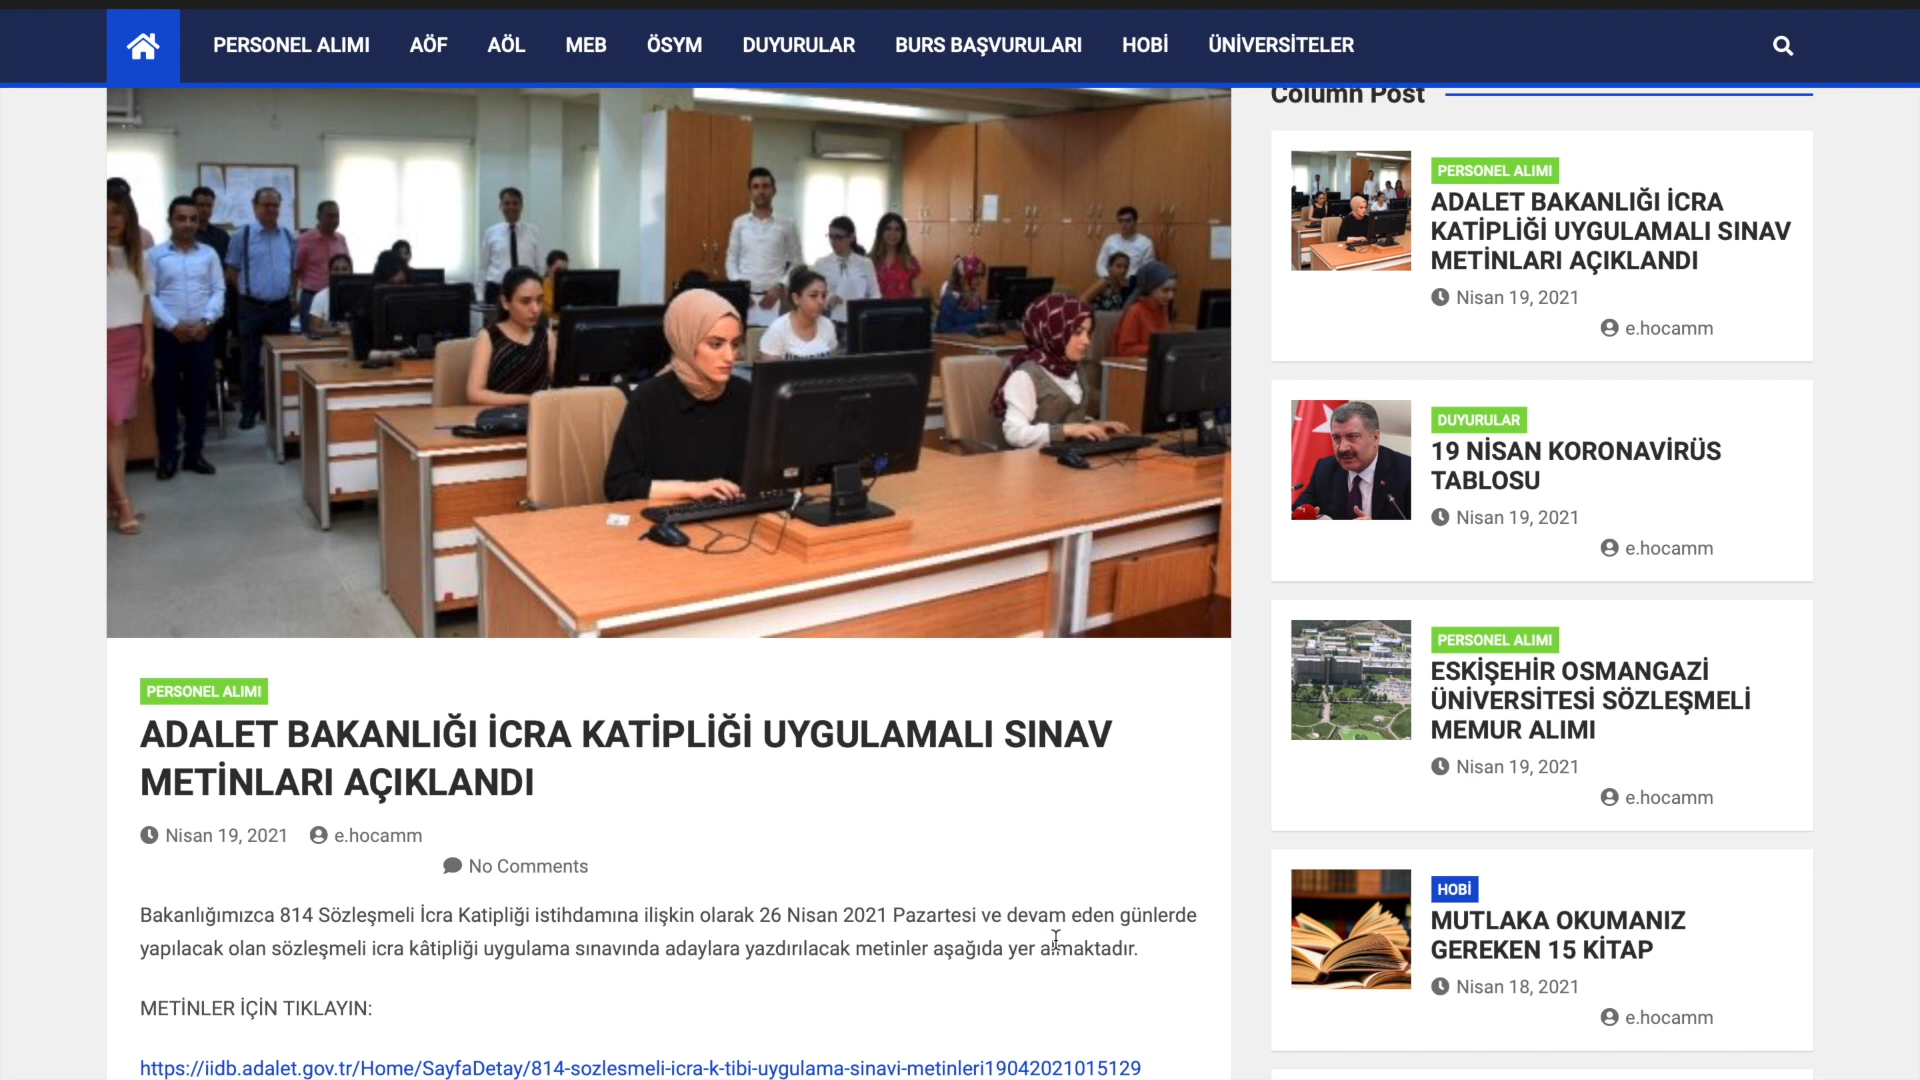 PERSONEL ALIMI AÖF AÖL MEB ÖSYM DUYURULAR BURS BAŞVURULARI HOBİ ÜNİVERSİTELER
PERSONEL ALIMI
ADALET BAKANLIĞI İCRA KATİPLİĞİ UYGULAMALI SINAV
METİNLARI AÇIKLANDI
Nisan 19, 2021 e.hocamm
No Comments
Bakanlığımızca 814 Sözleşmeli İcra Katipliği istihdamına ilişkin olarak 26 Nisan 2021 Pazartesi ve devam eden günlerde
yapılacak olan sözleşmeli icra kâtipliği uygulama sınavında adaylara yazdırılacak metinler aşağıda yer almaktadır.
METİNLER İÇİN TIKLAYIN:
https://iidb.adalet.gov.tr/Home/SayfaDetay/814-sozlesmeli-icra-k-tibi-uygulama-sinavi-metinleri19042021015129
Column Post
PERSONEL ALIMI
ADALET BAKANLIĞI İCRA
KATİPLİĞİ UYGULAMALI SINAV
METİNLARI AÇIKLANDI
Nisan 19, 2021
e.hocamm
DUYURULAR
19 NİSAN KORONAVİRÜS
TABLOSU
Nisan 19, 2021
e.hocamm
PERSONEL ALIMI
ESKİŞEHİR OSMANGAZİ
ÜNİVERSİTESİ SÖZLEŞMELİ
MEMUR ALIMI
Nisan 19, 2021
e.hocamm
HOBİ
MUTLAKA OKUMANIZ
GEREKEN 15 KİTAP
Nisan 18, 2021
e.hocamm